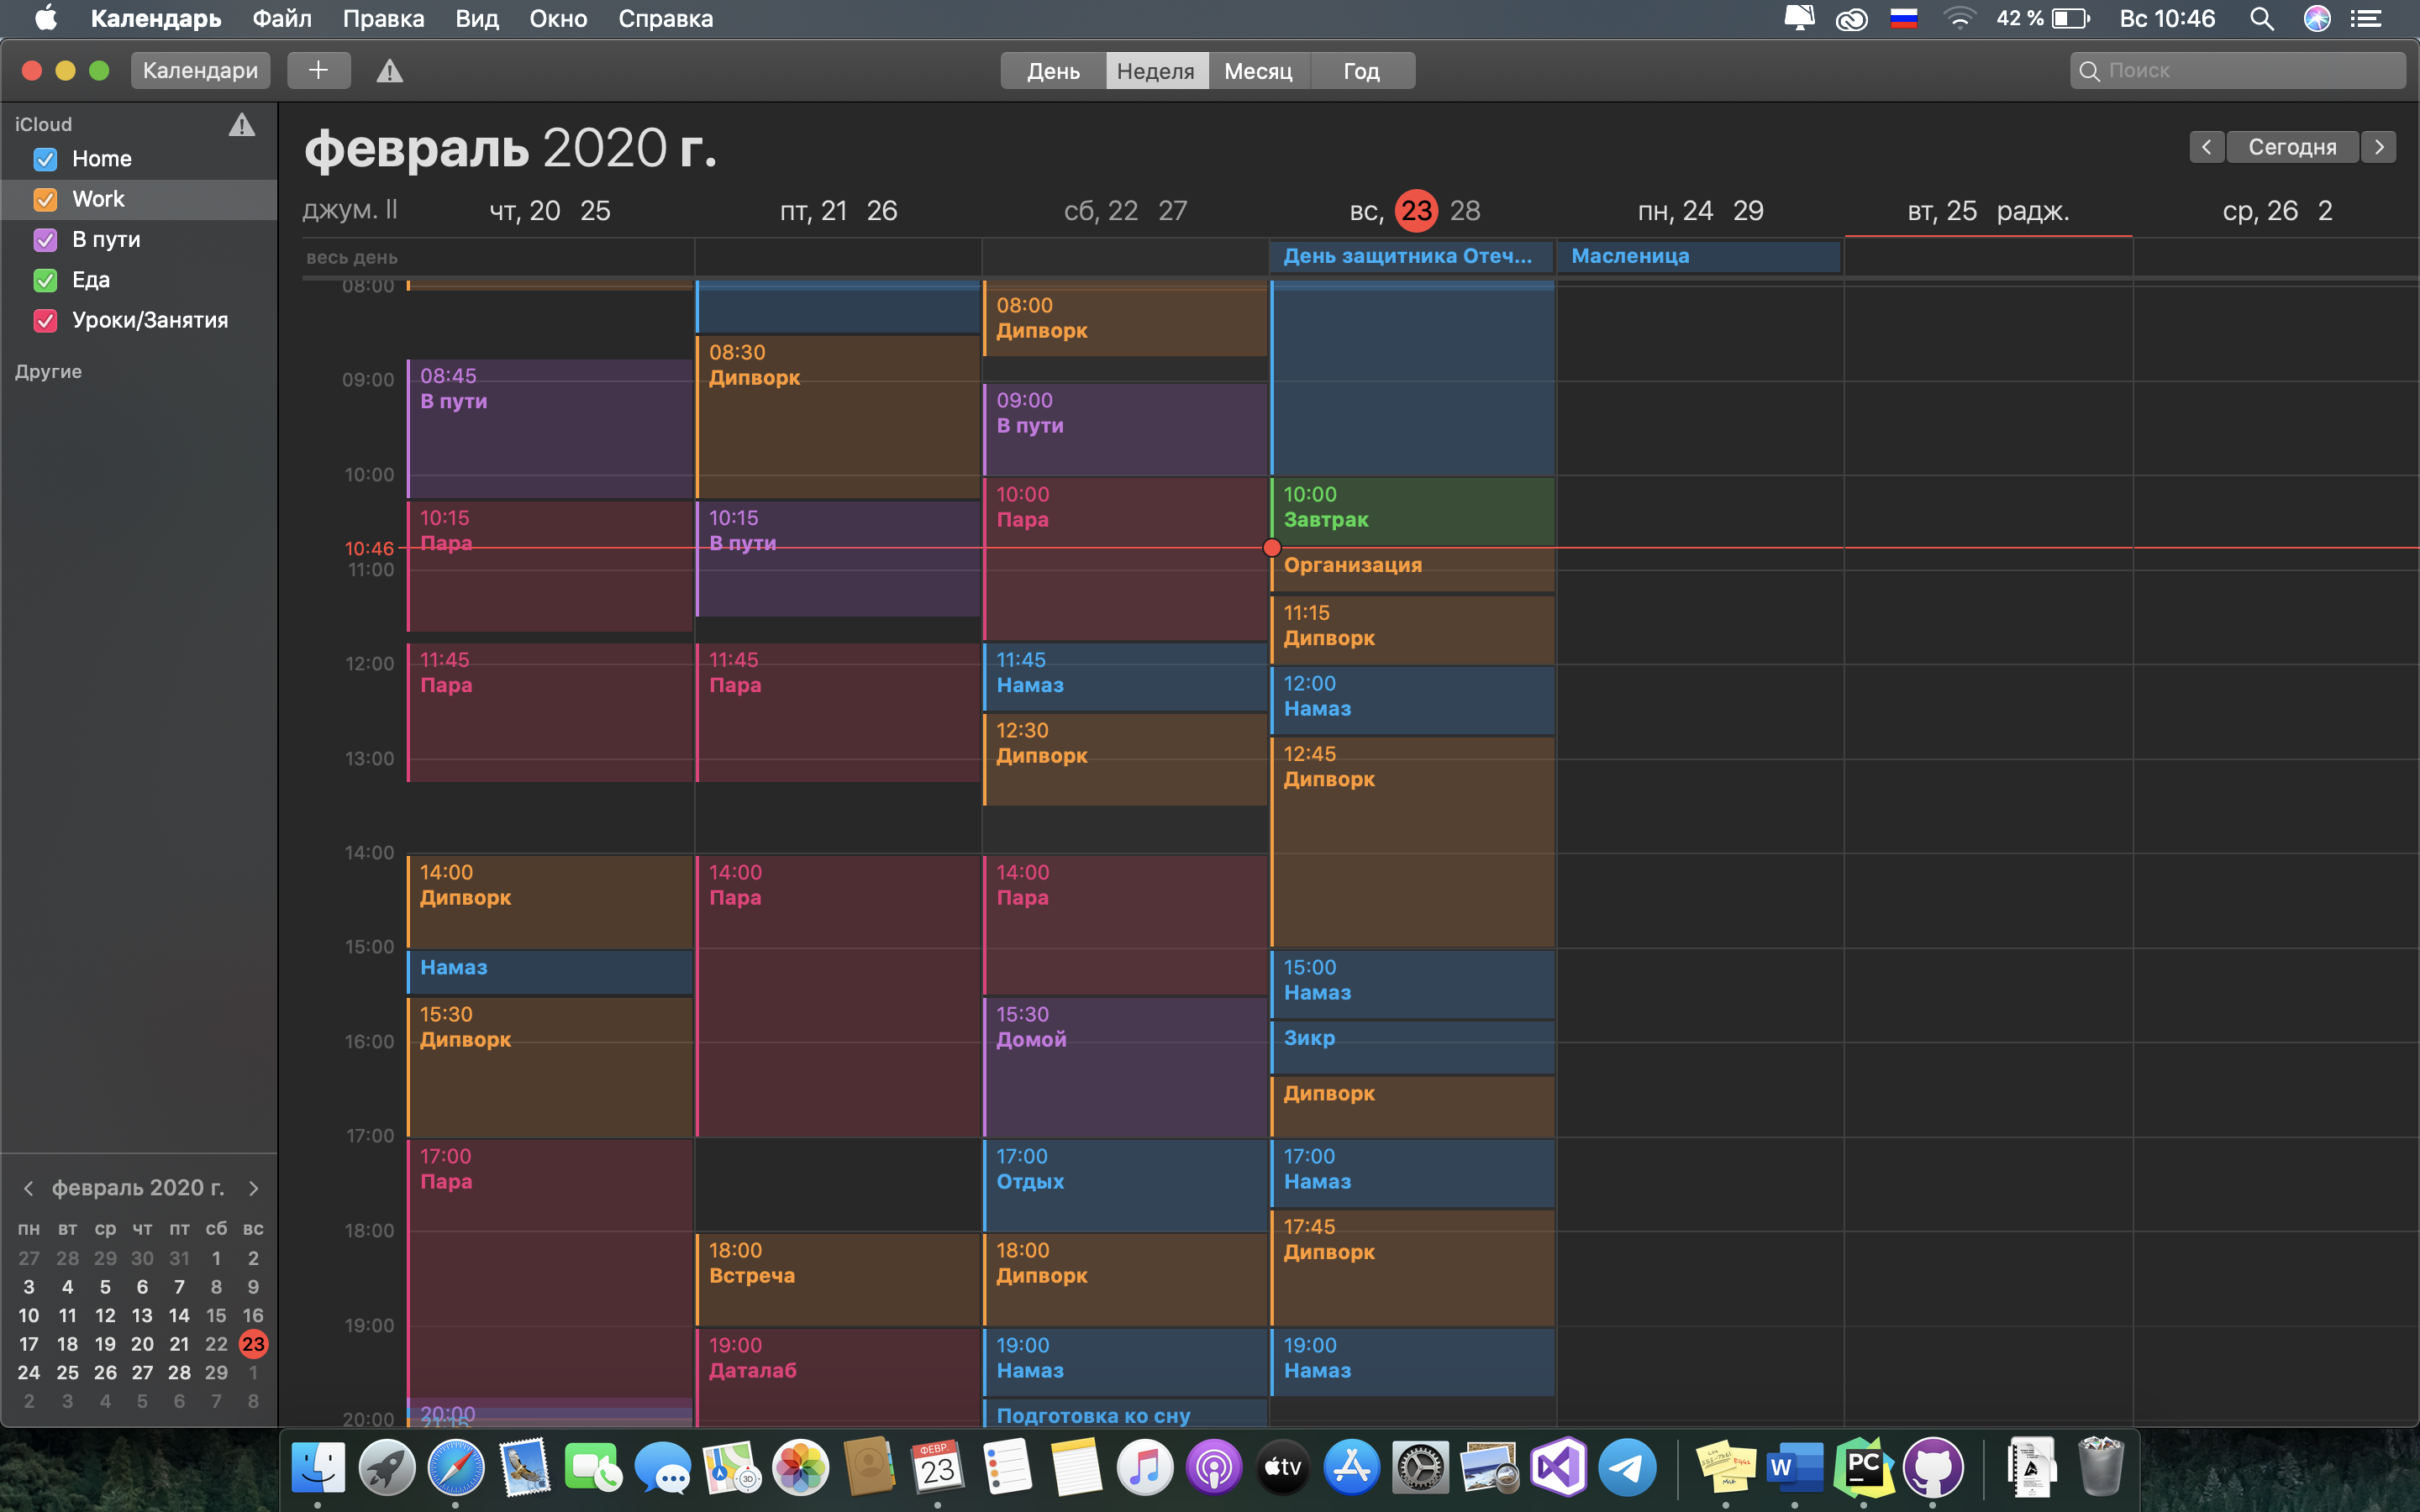 Календарь Файл Правка Вид Окно Справка 42 % Вс 10:46
Календари + День Неделя Месяц Год Поиск
iCloud
Home
Work
В пути
Еда
Уроки/Занятия
Другие
февраль 2020 г.
Сегодня
джум. II чт, 20 25 пт, 21 26 сб, 22 27 вс, 23 28 пн, 24 29 вт, 25 радж. ср, 26 2
весь день День защитника Отеч... Масленица
08:00
09:00
10:00
10:46
11:00
12:00
13:00
14:00
15:00
16:00
17:00
18:00
19:00
20:00
08:45
В пути
10:15
Пара
11:45
Пара
14:00
Дипворк
Намаз
15:30
Дипворк
17:00
Пара
20:00
21:15
08:30
Дипворк
10:15
В пути
11:45
Пара
14:00
Пара
18:00
Встреча
19:00
Даталаб
08:00
Дипворк
09:00
В пути
10:00
Пара
11:45
Намаз
12:30
Дипворк
14:00
Пара
15:30
Домой
17:00
Отдых
18:00
Дипворк
19:00
Намаз
Подготовка ко сну
10:00
Завтрак
Организация
11:15
Дипворк
12:00
Намаз
12:45
Дипворк
15:00
Намаз
Зикр
Дипворк
17:00
Намаз
17:45
Дипворк
19:00
Намаз
февраль 2020 г.
пн вт ср чт пт сб вс
27 28 29 30 31 1 2
3 4 5 6 7 8 9
10 11 12 13 14 15 16
17 18 19 20 21 22 23
24 25 26 27 28 29 1
2 3 4 5 6 7 8
3D
ФЕВР.
23
tv
W
PC